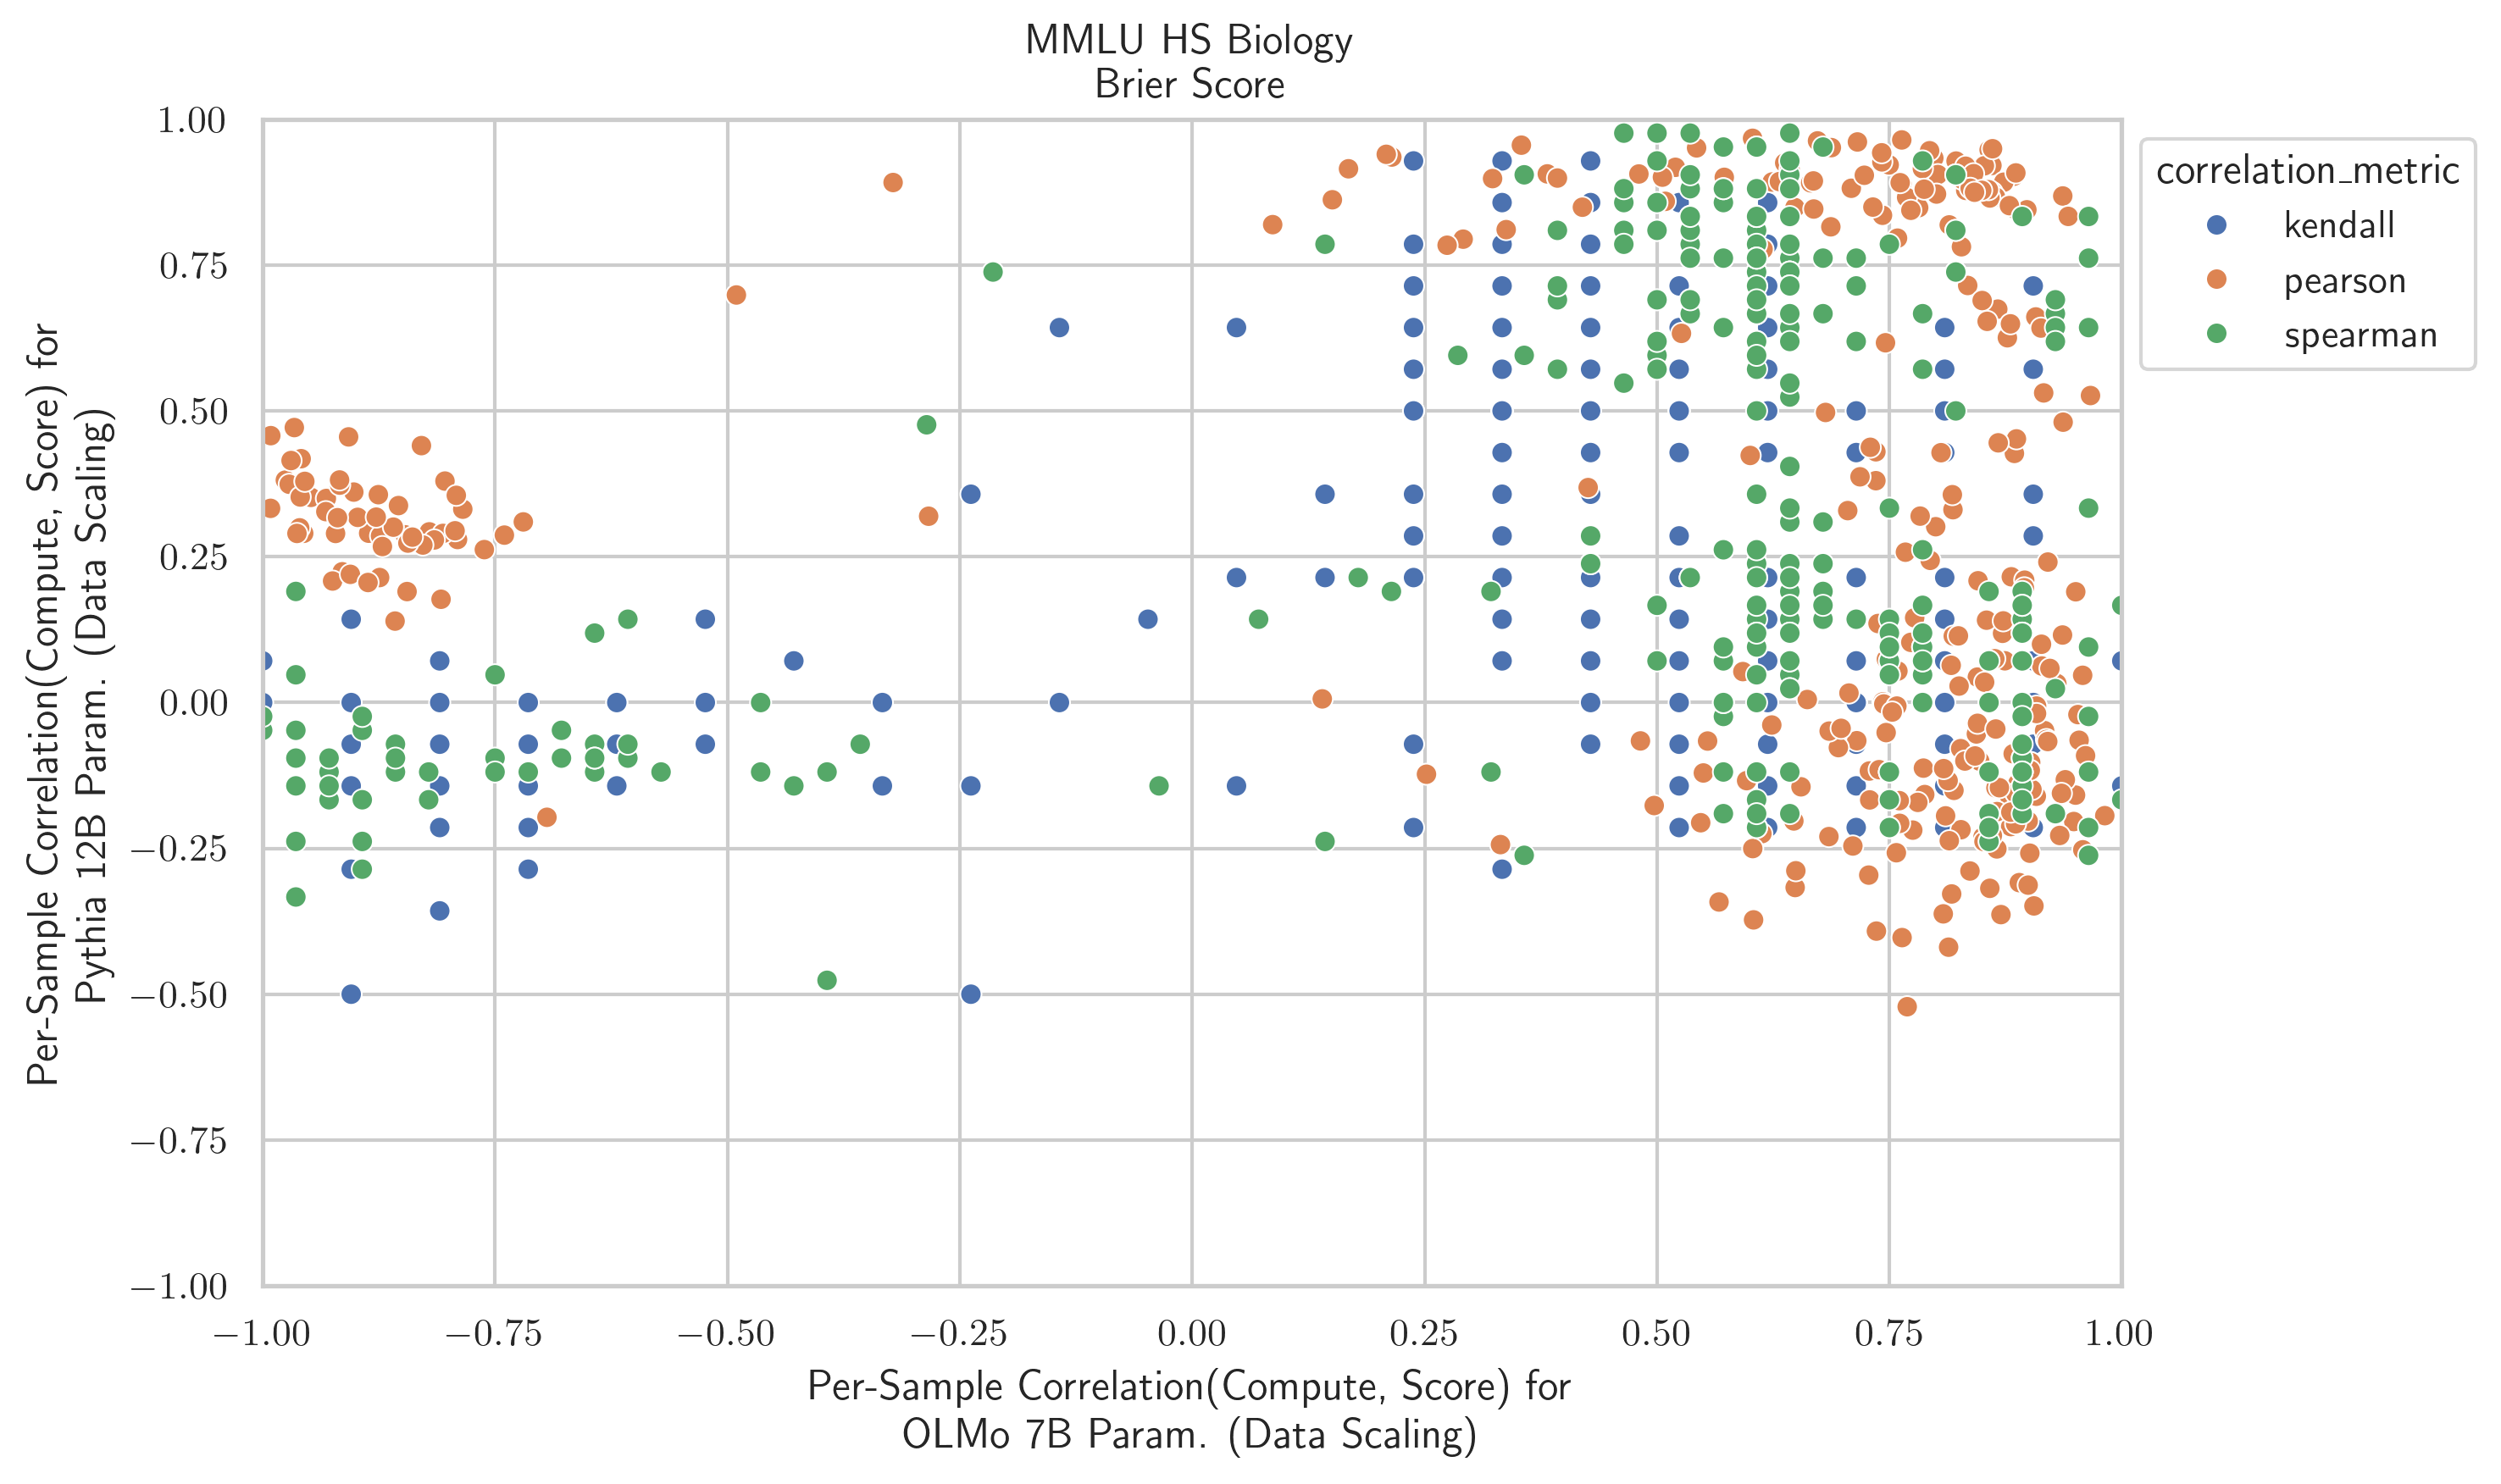 MMLU HS Biology
Brier Score
Per-Sample Correlation(Compute, Score) for
Pythia 12B Param. (Data Scaling)
1.00
0.75
0.50
0.25
0.00
−0.25
−0.50
−0.75
−1.00
−1.00 −0.75 −0.50 −0.25 0.00 0.25 0.50 0.75 1.00
Per-Sample Correlation(Compute, Score) for
OLMo 7B Param. (Data Scaling)
correlation_metric
kendall
pearson
spearman